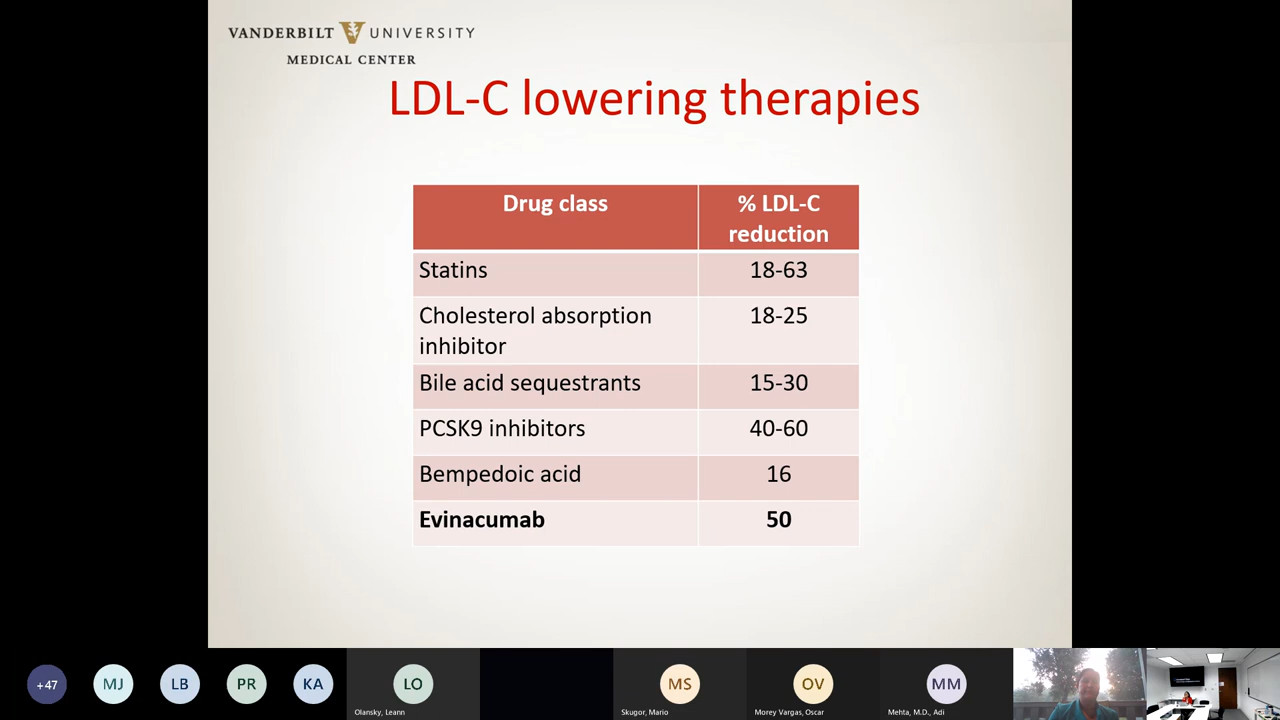 VANDERBILT UNIVERSITY
MEDICAL CENTER
LDL-C lowering therapies
Drug class
% LDL-C
reduction
Statins
18-63
Cholesterol absorption
inhibitor
18-25
Bile acid sequestrants
15-30
PCSK9 inhibitors
40-60
Bempedoic acid
16
Evinacumab
50
+47
MJ
LB
PR
KA
LO
Olansky, Leann
MS
Skugor, Mario
OV
Morey Vargas, Oscar
MM
Mehta, M.D., Adi